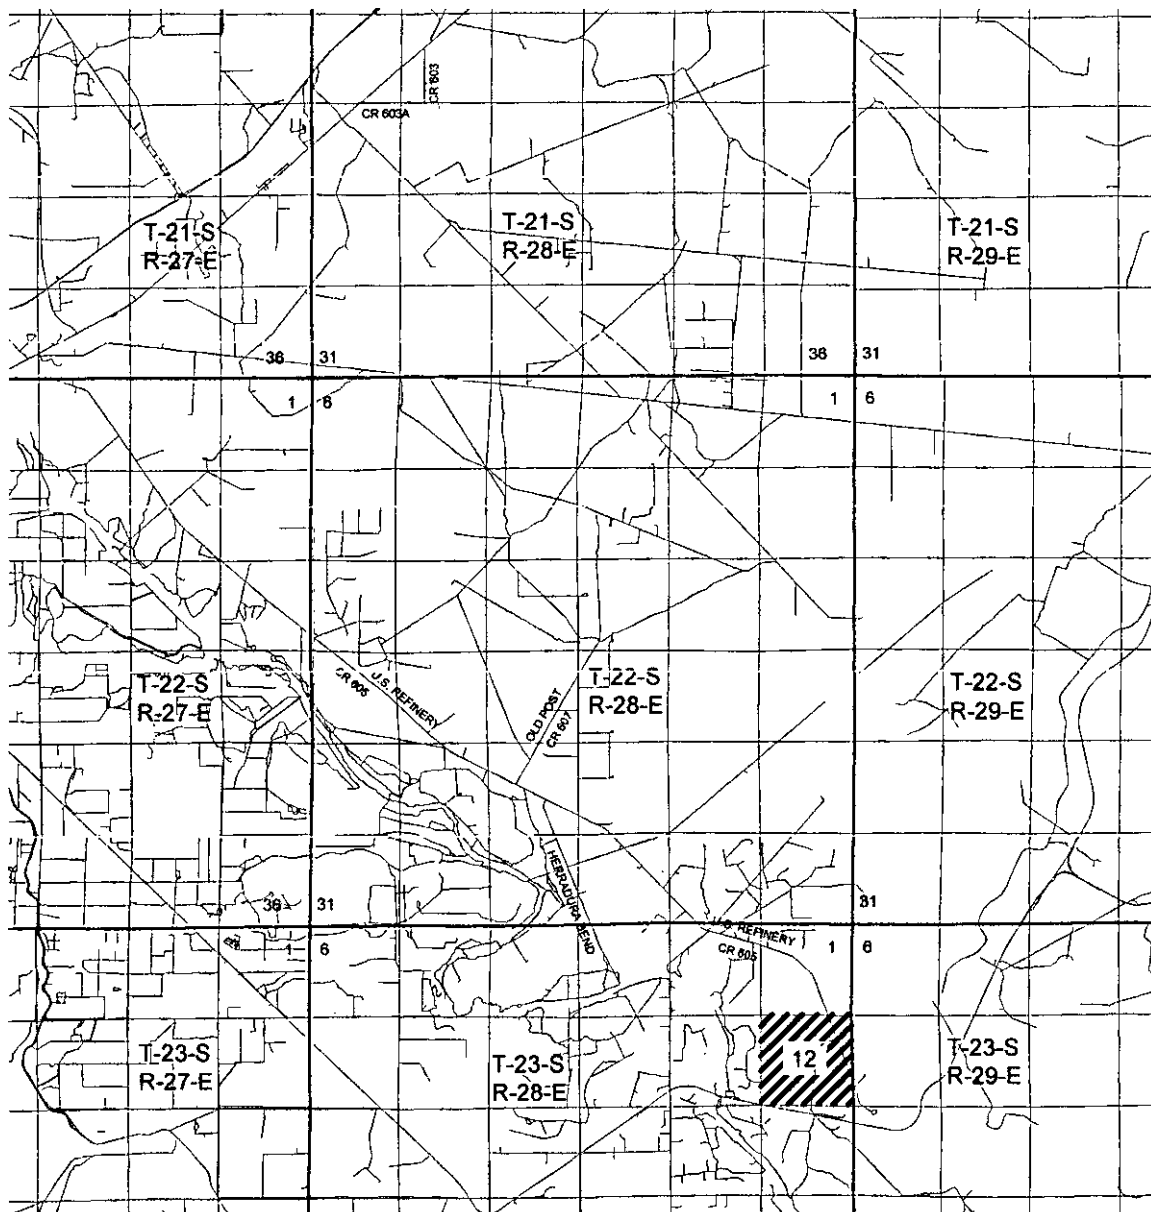 CR 603
CR 603A
T-21-S
R-27-E
T-21-S
R-28-E
T-21-S
R-29-E
36 31
36 31
1 6
1 6
T-22-S
R-27-E
CR 605
U.S. REFINERY
OLD POST
CR 607
T-22-S
R-28-E
T-22-S
R-29-E
HERRADURA BEND
36 31
31
1 6
U.S. REFINERY
CR 605
1 6
T-23-S
R-27-E
T-23-S
R-28-E
12
T-23-S
R-29-E